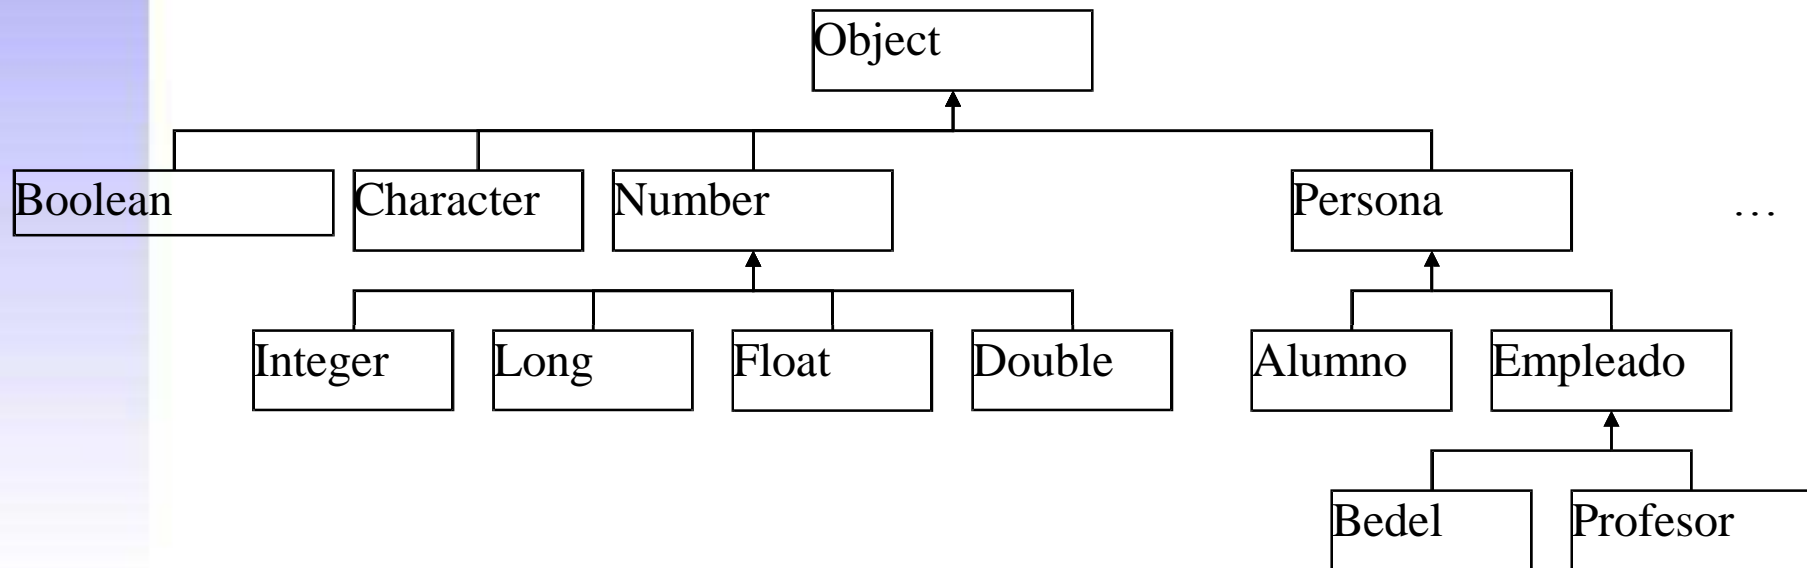 Object
Boolean Character Number Persona ...
Integer Long Float Double Alumno Empleado
Bedel Profesor